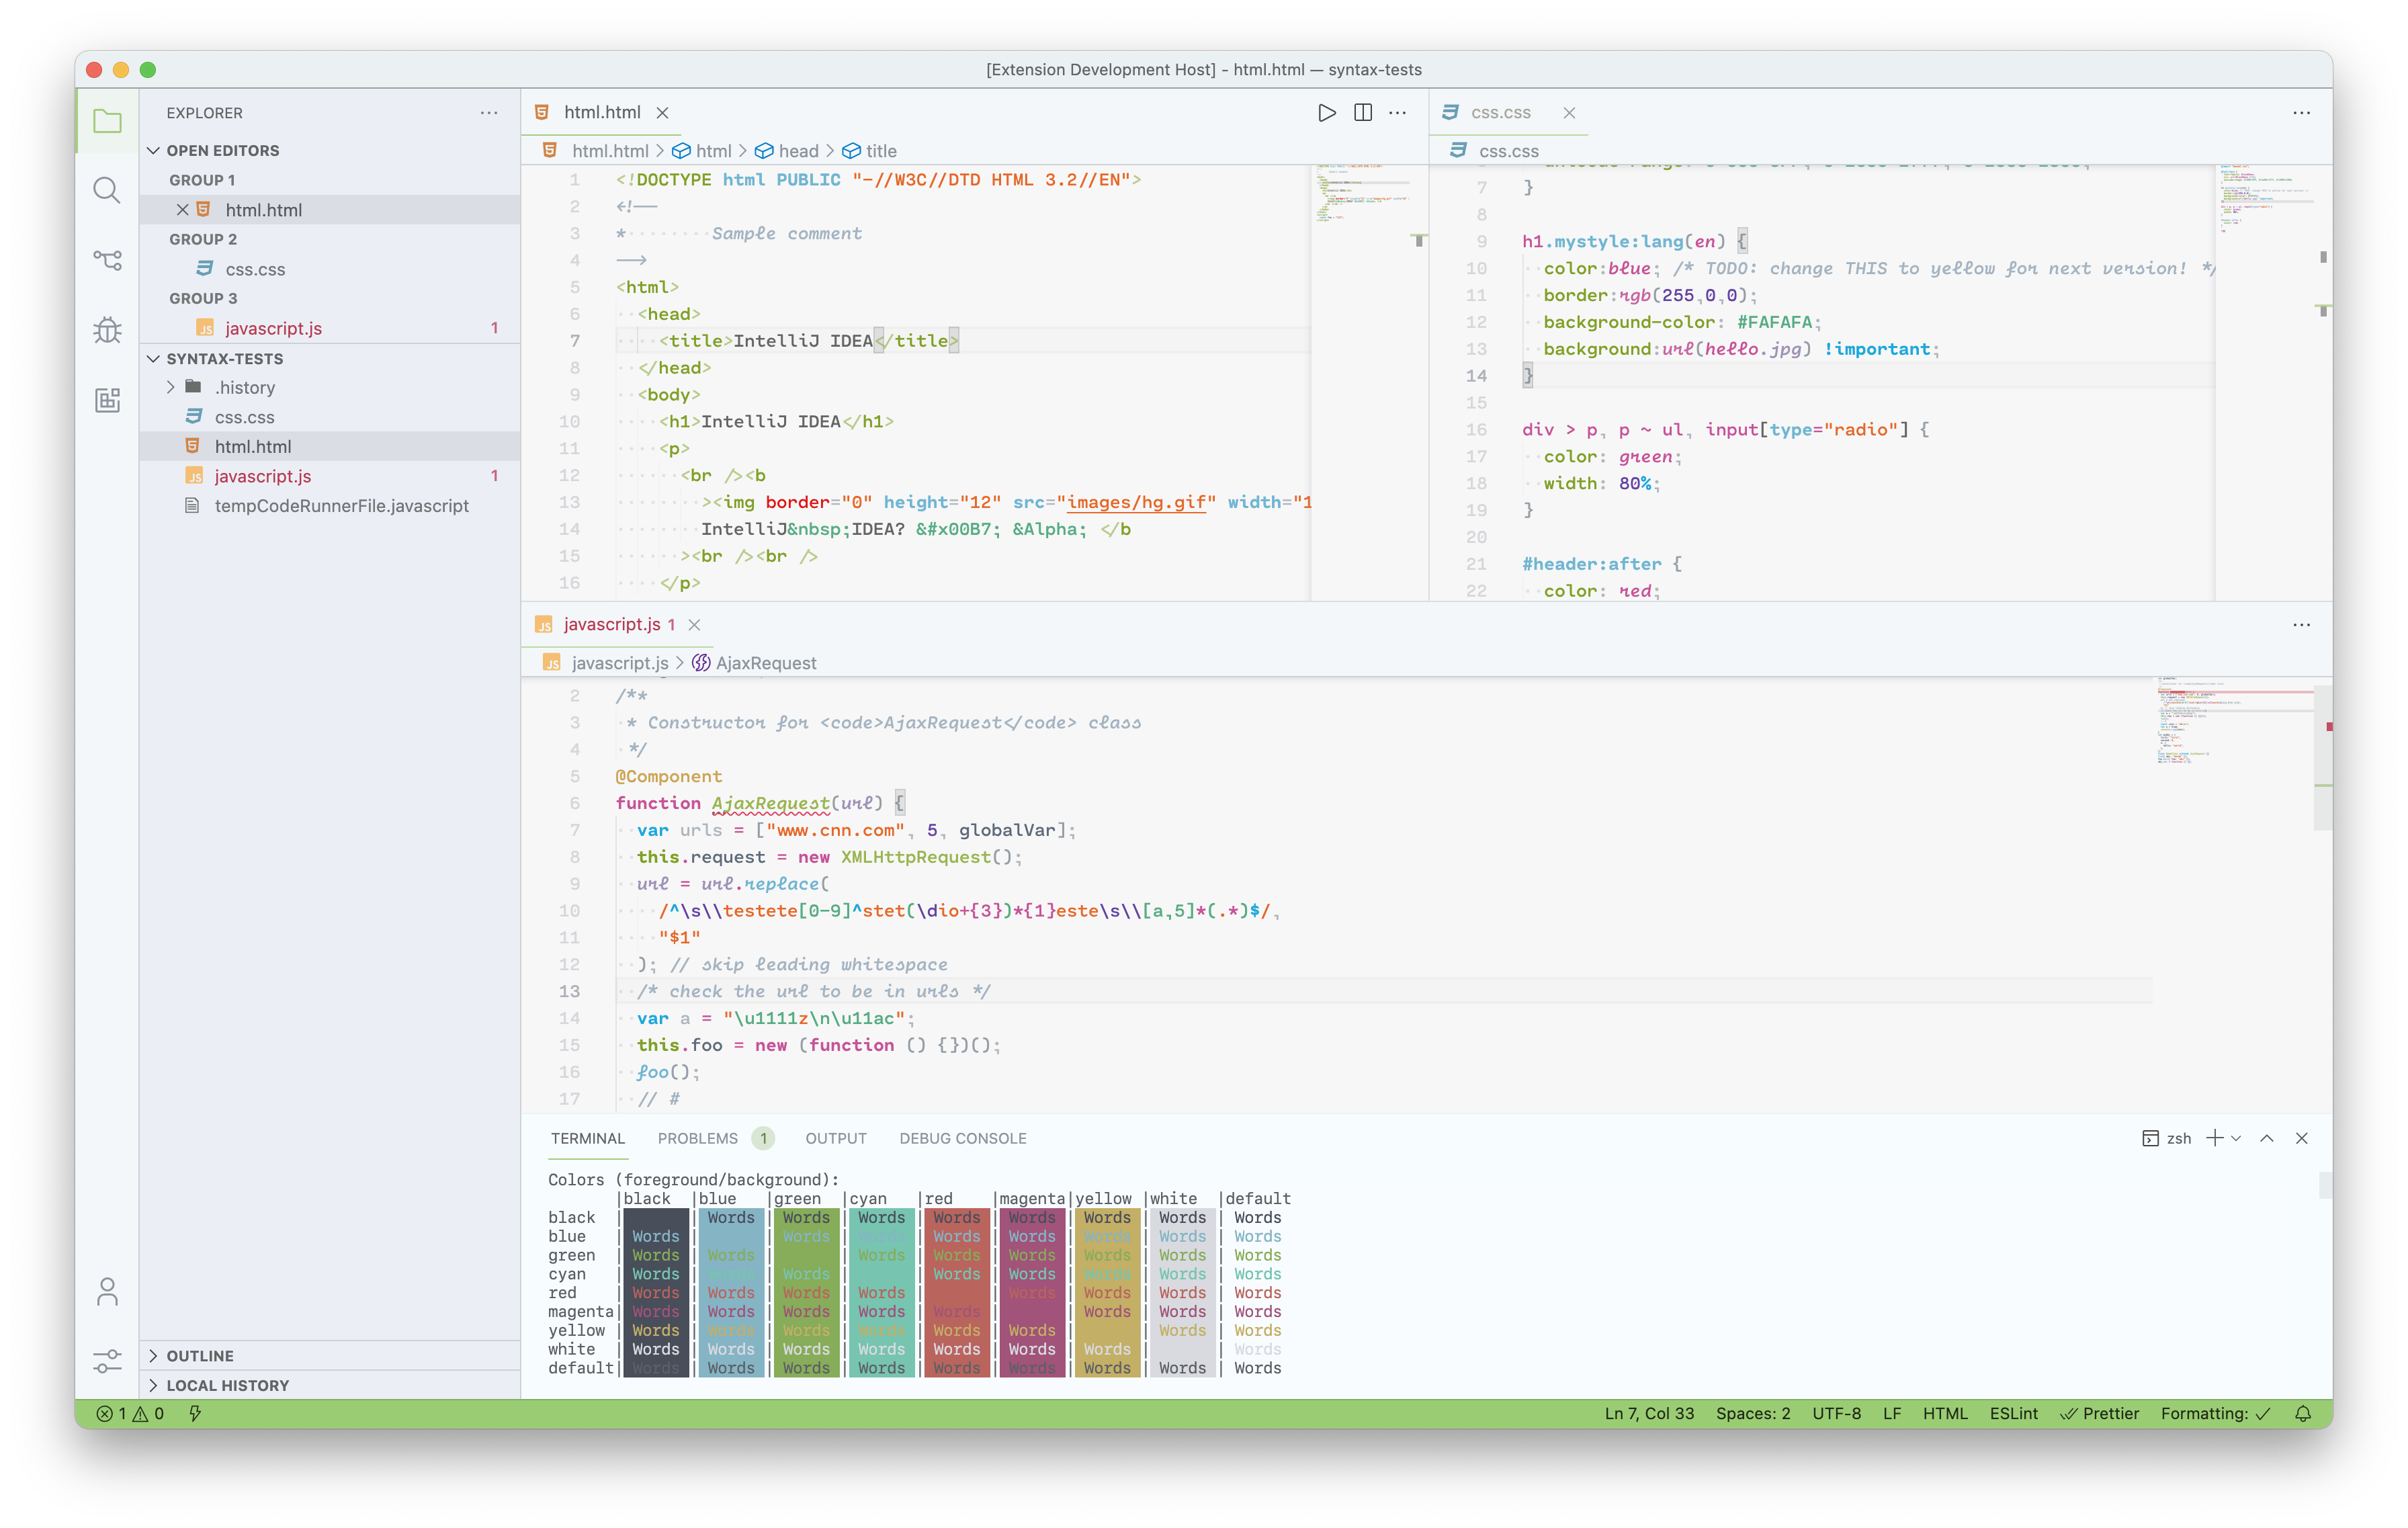 [Extension Development Host] - html.html — syntax-tests
EXPLORER
OPEN EDITORS
GROUP 1
html.html
GROUP 2
css.css
GROUP 3
javascript.js 1
SYNTAX-TESTS
.history
css.css
html.html
javascript.js 1
tempCodeRunnerFile.javascript
OUTLINE
LOCAL HISTORY
html.html
html.html > html > head > title
1 <!DOCTYPE html PUBLIC "-//W3C//DTD HTML 3.2//EN">
2 <!--
3 * Sample comment
4 -->
5 <html>
6 <head>
7 <title>IntelliJ IDEA</title>
8 </head>
9 <body>
10 <h1>IntelliJ IDEA</h1>
11 <p>
12 <br /><b
13 ><img border="0" height="12" src="images/hg.gif" width="1
14 IntelliJ&nbsp;IDEA? &#x00B7; &Alpha; </b
15 ><br /><br />
16 </p>
css.css
css.css
7 }
8
9 h1.mystyle:lang(en) {
10 color:blue; /* TODO: change THIS to yellow for next version! */
11 border:rgb(255,0,0);
12 background-color: #FAFAFA;
13 background:url(hello.jpg) !important;
14 }
15
16 div > p, p ~ ul, input[type="radio"] {
17 color: green;
18 width: 80%;
19 }
20
21 #header:after {
22 color: red;
javascript.js 1
javascript.js > AjaxRequest
2 /**
3 * Constructor for <code>AjaxRequest</code> class
4 */
5 @Component
6 function AjaxRequest(url) {
7 var urls = ["www.cnn.com", 5, globalVar];
8 this.request = new XMLHttpRequest();
9 url = url.replace(
10 /^\s\\testete[0-9]^stet(\dio+{3})*{1}este\s\\[a,5]*(.*)$/,
11 "$1"
12 ); // skip leading whitespace
13 /* check the url to be in urls */
14 var a = "\u1111z\n\u11ac";
15 this.foo = new (function () {})();
16 foo();
17 // #
TERMINAL PROBLEMS 1 OUTPUT DEBUG CONSOLE zsh
Colors (foreground/background):
|black |blue |green |cyan |red |magenta|yellow |white |default
black | | Words | Words | Words | Words | Words | Words | Words | Words
blue | Words | | Words | | Words | Words | Words | Words | Words
green | Words | Words | | Words | Words | Words | Words | Words | Words
cyan | Words | | Words | | Words | Words | Words | Words | Words
red | Words | Words | Words | Words | | Words | Words | Words | Words
magenta| Words | Words | Words | Words | Words | | Words | Words | Words
yellow | Words | Words | Words | Words | Words | Words | | Words | Words
white | Words | Words | Words | Words | Words | Words | Words | | Words
default| Words | Words | Words | Words | Words | Words | Words | Words | Words
1 0 Ln 7, Col 33 Spaces: 2 UTF-8 LF HTML ESLint Prettier Formatting: